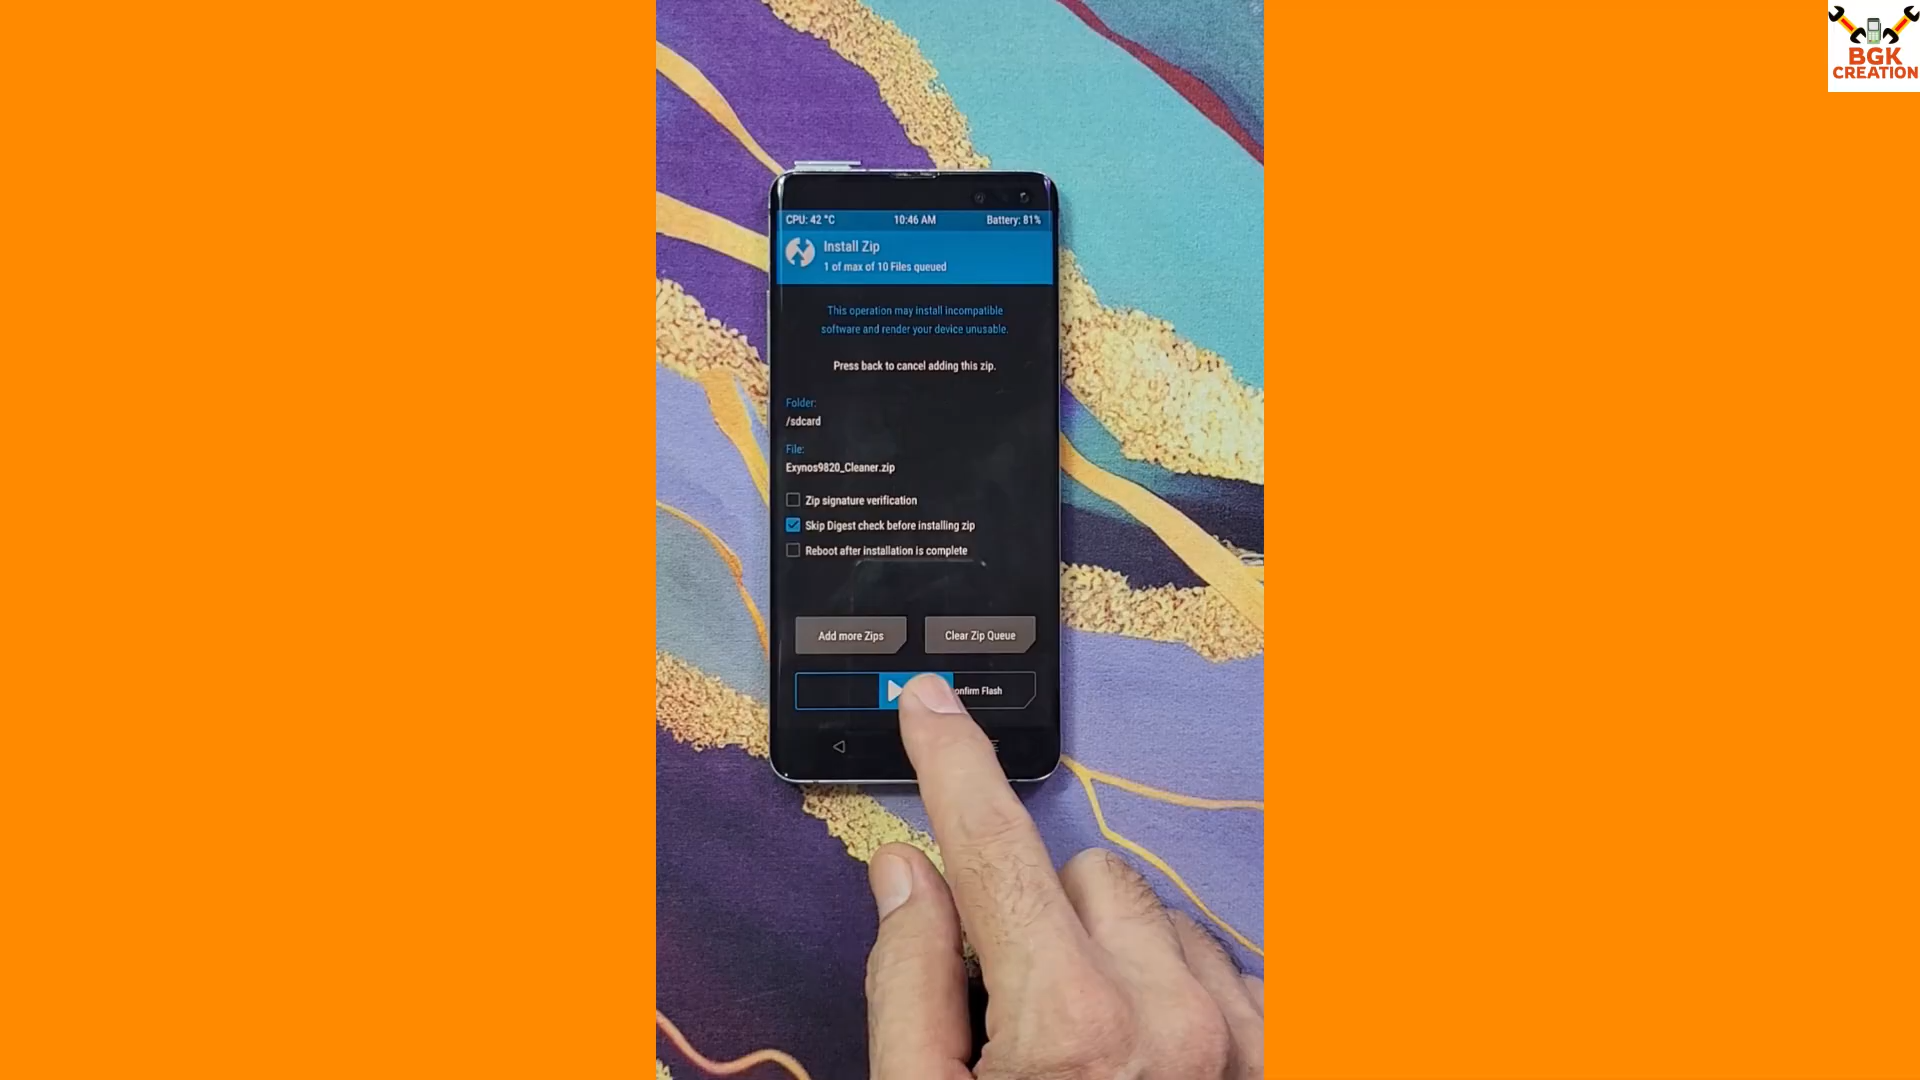 BGK
CREATION
CPU: 42 °C 10:46 AM Battery: 81%
Install Zip
1 of max of 10 Files queued
This operation may install incompatible
software and render your device unusable.
Press back to cancel adding this zip.
Folder:
/sdcard
File:
Exynos9820_Cleaner.zip
Zip signature verification
Skip Digest check before installing zip
Reboot after installation is complete
Add more Zips Clear Zip Queue
onfirm Flash